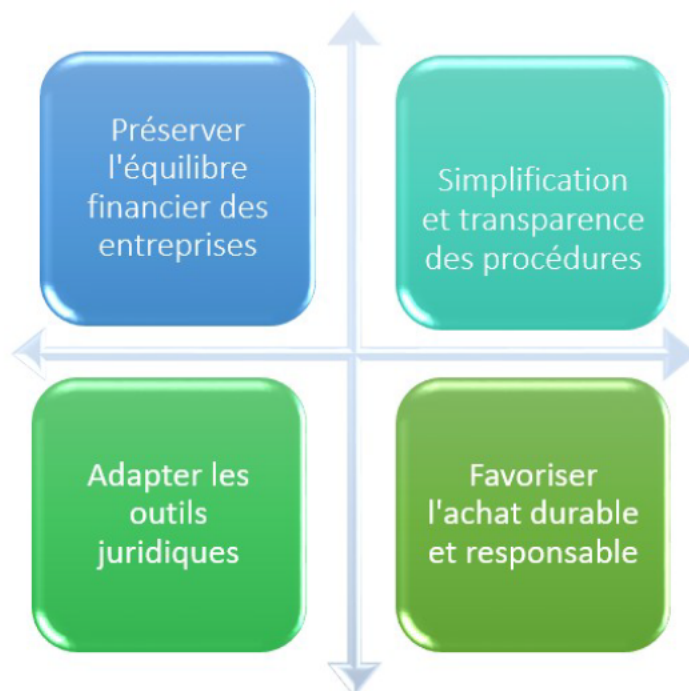 Préserver
l'équilibre
financier des
entreprises
Simplification
et transparence
des procédures
Adapter les
outils
juridiques
Favoriser
l'achat durable
et responsable